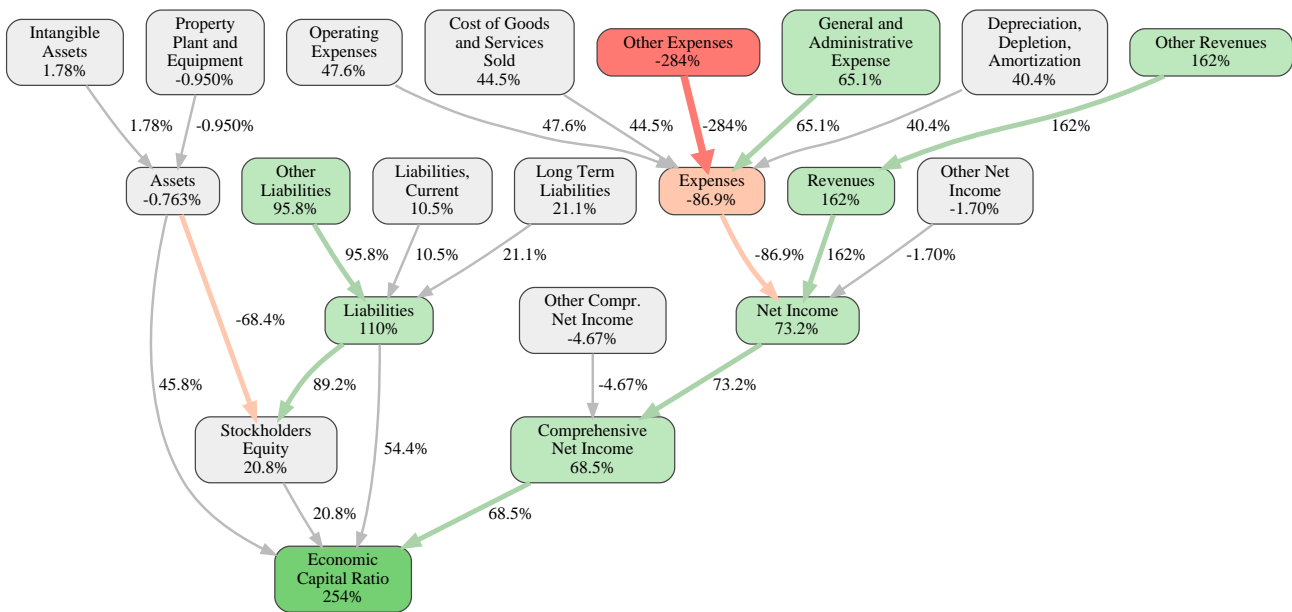 Intangible
Assets
1.78%
Property
Plant and
Equipment
-0.950%
Operating
Expenses
47.6%
Cost of Goods
and Services
Sold
44.5%
Other Expenses
-284%
General and
Administrative
Expense
65.1%
Depreciation,
Depletion,
Amortization
40.4%
Other Revenues
162%
1.78%
-0.950%
47.6%
44.5%
-284%
65.1%
40.4%
162%
Assets
-0.763%
Other
Liabilities
95.8%
Liabilities,
Current
10.5%
Long Term
Liabilities
21.1%
Expenses
-86.9%
Revenues
162%
Other Net
Income
-1.70%
95.8%
10.5%
21.1%
-86.9%
162%
-1.70%
-68.4%
Liabilities
110%
Other Compr.
Net Income
-4.67%
Net Income
73.2%
45.8%
89.2%
-4.67%
73.2%
Stockholders
Equity
20.8%
54.4%
Comprehensive
Net Income
68.5%
20.8%
68.5%
Economic
Capital Ratio
254%